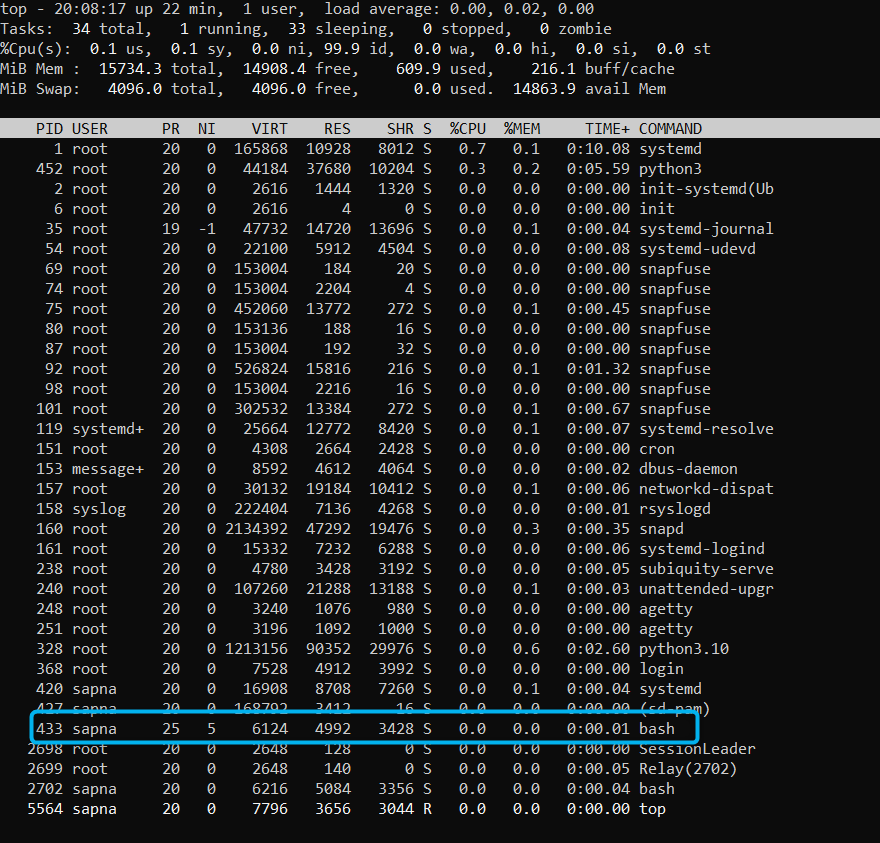 top - 20:08:17 up 22 min,  1 user,  load average: 0.00, 0.02, 0.00
Tasks:  34 total,   1 running,  33 sleeping,   0 stopped,   0 zombie
%Cpu(s):  0.1 us,  0.1 sy,  0.0 ni, 99.9 id,  0.0 wa,  0.0 hi,  0.0 si,  0.0 st
MiB Mem :  15734.3 total,  14908.4 free,    609.9 used,    216.1 buff/cache
MiB Swap:   4096.0 total,   4096.0 free,      0.0 used.  14863.9 avail Mem
PID USER      PR  NI    VIRT    RES    SHR S  %CPU  %MEM     TIME+ COMMAND
1 root      20   0  165868  10928   8012 S   0.7   0.1   0:10.08 systemd
452 root      20   0   44184  37680  10204 S   0.3   0.2   0:05.59 python3
2 root      20   0    2616   1444   1320 S   0.0   0.0   0:00.00 init-systemd(Ub
6 root      20   0    2616      4      0 S   0.0   0.0   0:00.00 init
35 root      19  -1   47732  14720  13696 S   0.0   0.1   0:00.04 systemd-journal
54 root      20   0   22100   5912   4504 S   0.0   0.0   0:00.08 systemd-udevd
69 root      20   0  153004    184     20 S   0.0   0.0   0:00.00 snapfuse
74 root      20   0  153004   2204      4 S   0.0   0.0   0:00.00 snapfuse
75 root      20   0  452060  13772    272 S   0.0   0.1   0:00.45 snapfuse
80 root      20   0  153136    188     16 S   0.0   0.0   0:00.00 snapfuse
87 root      20   0  153004    192     32 S   0.0   0.0   0:00.00 snapfuse
92 root      20   0  526824  15816    216 S   0.0   0.1   0:01.32 snapfuse
98 root      20   0  153004   2216     16 S   0.0   0.0   0:00.00 snapfuse
101 root      20   0  302532  13384    272 S   0.0   0.1   0:00.67 snapfuse
119 systemd+  20   0   25664  12772   8420 S   0.0   0.1   0:00.07 systemd-resolve
151 root      20   0    4308   2664   2428 S   0.0   0.0   0:00.00 cron
153 message+  20   0    8592   4612   4064 S   0.0   0.0   0:00.02 dbus-daemon
157 root      20   0   30132  19184  10412 S   0.0   0.1   0:00.06 networkd-dispat
158 syslog    20   0  222404   7136   4268 S   0.0   0.0   0:00.01 rsyslogd
160 root      20   0 2134392  47292  19476 S   0.0   0.3   0:00.35 snapd
161 root      20   0   15332   7232   6288 S   0.0   0.0   0:00.06 systemd-logind
238 root      20   0    4780   3428   3192 S   0.0   0.0   0:00.05 subiquity-serve
240 root      20   0  107260  21288  13188 S   0.0   0.1   0:00.03 unattended-upgr
248 root      20   0    3240   1076    980 S   0.0   0.0   0:00.00 agetty
251 root      20   0    3196   1092   1000 S   0.0   0.0   0:00.00 agetty
328 root      20   0 1213156  90352  29976 S   0.0   0.6   0:02.60 python3.10
368 root      20   0    7528   4912   3992 S   0.0   0.0   0:00.00 login
420 sapna     20   0   16908   8708   7260 S   0.0   0.1   0:00.04 systemd
427 sapna     20   0  168792   3412     16 S   0.0   0.0   0:00.00 (sd-pam)
433 sapna     25   5    6124   4992   3428 S   0.0   0.0   0:00.01 bash
2698 root      20   0    2648    128      0 S   0.0   0.0   0:00.00 SessionLeader
2699 root      20   0    2648    140      0 S   0.0   0.0   0:00.05 Relay(2702)
2702 sapna     20   0    6216   5084   3356 S   0.0   0.0   0:00.04 bash
5564 sapna     20   0    7796   3656   3044 R   0.0   0.0   0:00.00 top